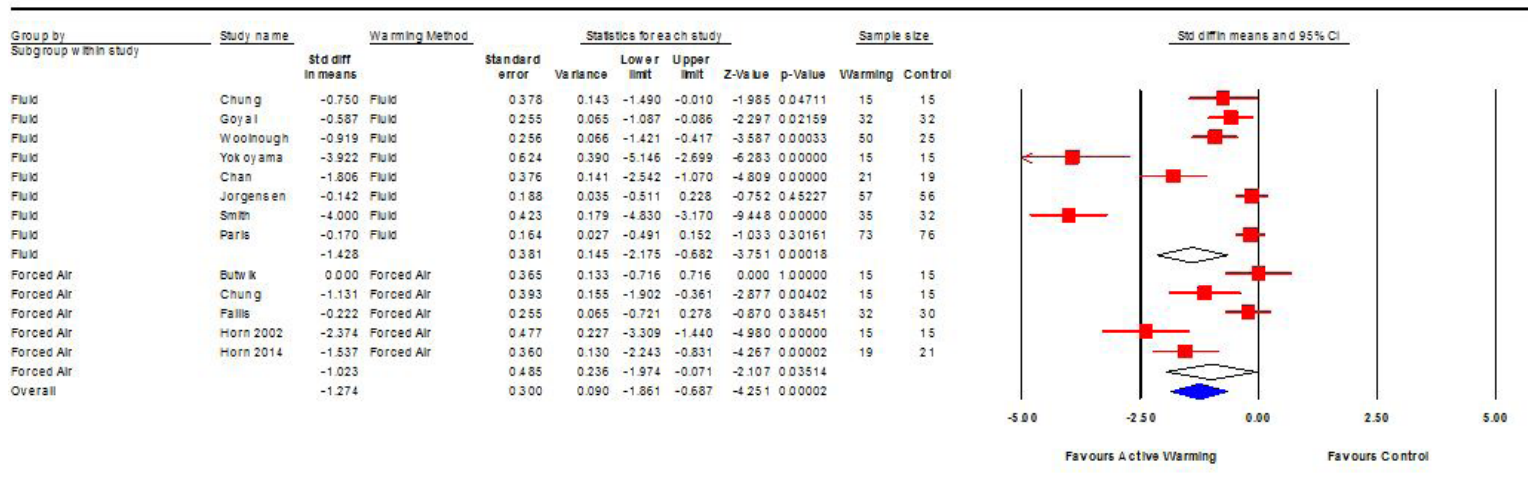 Group by Study name Warming Method Statistics for each study Sample size Std diff in means and 95% CI
Subgroup within study
Std diff in means Standard error Variance Lower limit Upper limit Z-Value p-Value Warming Control
Fluid Chung -0.750 Fluid 0.378 0.143 -1.490 -0.010 -1.985 0.04711 15 15
Fluid Goyal -0.587 Fluid 0.255 0.065 -1.087 -0.086 -2.297 0.02159 32 32
Fluid Woolnough -0.919 Fluid 0.256 0.066 -1.421 -0.417 -3.587 0.00033 50 25
Fluid Yokoyama -3.922 Fluid 0.624 0.390 -5.146 -2.699 -6.283 0.00000 15 15
Fluid Chan -1.806 Fluid 0.376 0.141 -2.542 -1.070 -4.809 0.00000 21 19
Fluid Jorgensen -0.142 Fluid 0.188 0.035 -0.511 0.228 -0.752 0.45227 57 56
Fluid Smith -4.000 Fluid 0.423 0.179 -4.830 -3.170 -9.448 0.00000 35 32
Fluid Paris -0.170 Fluid 0.164 0.027 -0.491 0.152 -1.033 0.30161 73 76
Fluid -1.428 0.381 0.145 -2.175 -0.682 -3.751 0.00018
Forced Air Butwik 0.000 Forced Air 0.365 0.133 -0.716 0.716 0.000 1.00000 15 15
Forced Air Chung -1.131 Forced Air 0.393 0.155 -1.902 -0.361 -2.877 0.00402 15 15
Forced Air Fallis -0.222 Forced Air 0.255 0.065 -0.721 0.278 -0.870 0.38451 32 30
Forced Air Horn 2002 -2.374 Forced Air 0.477 0.227 -3.309 -1.440 -4.980 0.00000 15 15
Forced Air Horn 2014 -1.537 Forced Air 0.360 0.130 -2.243 -0.831 -4.267 0.00002 19 21
Forced Air -1.023 0.485 0.236 -1.974 -0.071 -2.107 0.03514
Overall -1.274 0.300 0.090 -1.861 -0.687 -4.251 0.00002
-5.00 -2.50 0.00 2.50 5.00
Favours Active Warming Favours Control